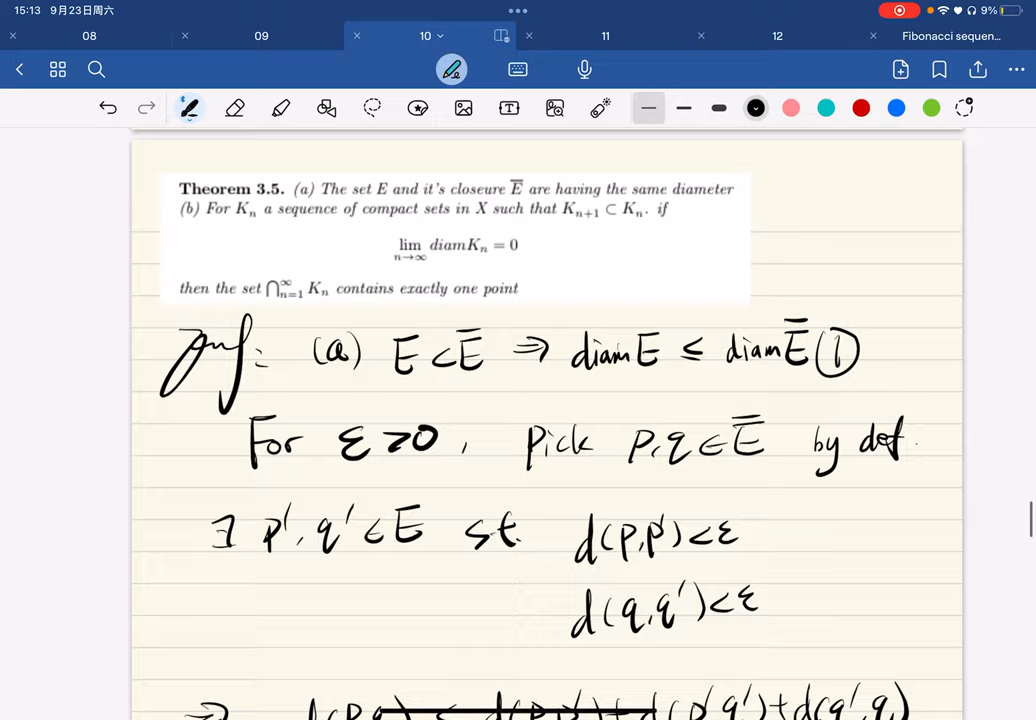 15:13 9月23日周六
9%
08
09
10
11
12
Fibonacci sequen...
Theorem 3.5. (a) The set E and it's closeure E̅ are having the same diameter
(b) For Kₙ a sequence of compact sets in X such that Kₙ₊₁ ⊂ Kₙ. if
lim n→∞ diamKₙ = 0
then the set ⋂ₙ₌₁^∞ Kₙ contains exactly one point
(a) E ⊂ E̅ ⇒ diam E ≤ diam E̅ ①
For ε>0, pick p,q ∈ E̅ by def.
∃ p', q' ∈ E st. d(p,p')<ε
d(q,q')<ε
⇒ d(p,q) ≤ d(p,p')+d(p'q')+d(q',q)